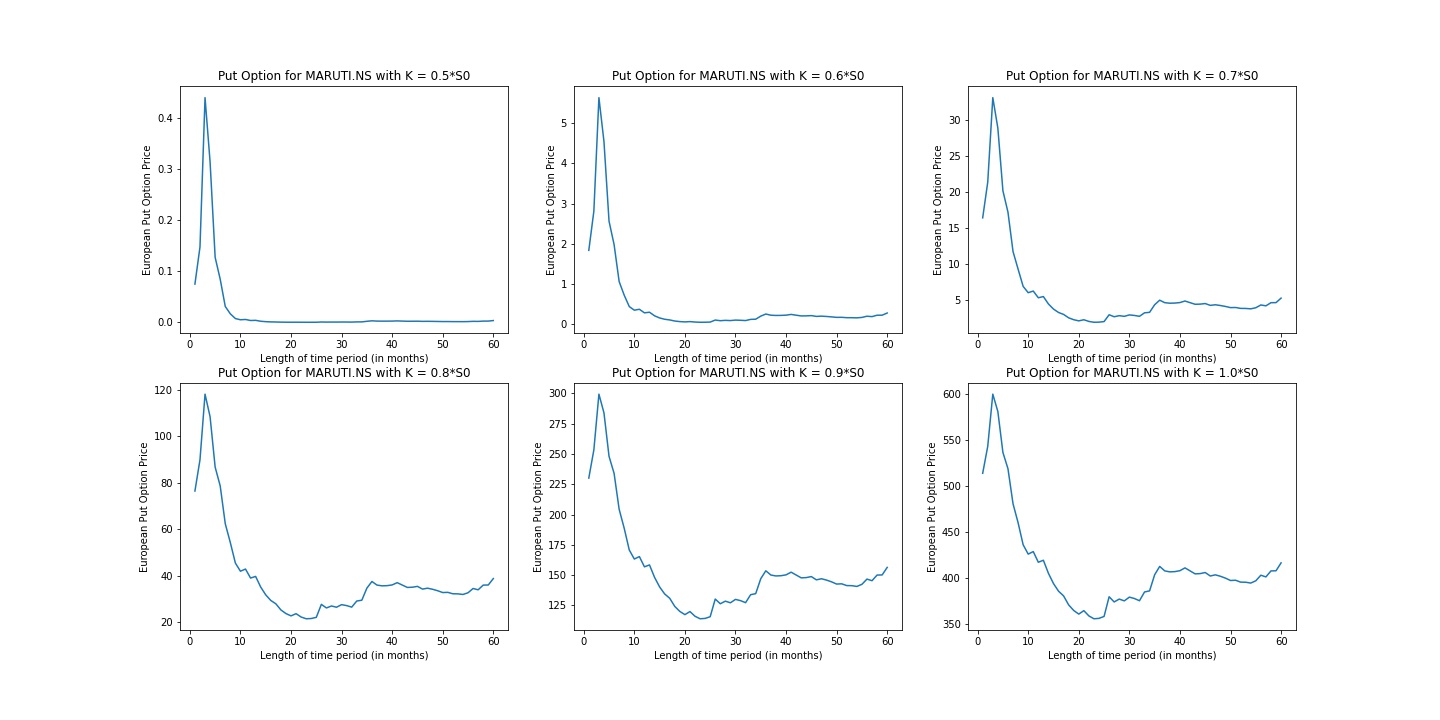 Put Option for MARUTI.NS with K = 0.5*S0
European Put Option Price
0.4
0.3
0.2
0.1
0.0
0 10 20 30 40 50 60
Length of time period (in months)
Put Option for MARUTI.NS with K = 0.6*S0
European Put Option Price
5
4
3
2
1
0
0 10 20 30 40 50 60
Length of time period (in months)
Put Option for MARUTI.NS with K = 0.7*S0
European Put Option Price
30
25
20
15
10
5
0 10 20 30 40 50 60
Length of time period (in months)
Put Option for MARUTI.NS with K = 0.8*S0
European Put Option Price
120
100
80
60
40
20
0 10 20 30 40 50 60
Length of time period (in months)
Put Option for MARUTI.NS with K = 0.9*S0
European Put Option Price
300
275
250
225
200
175
150
125
0 10 20 30 40 50 60
Length of time period (in months)
Put Option for MARUTI.NS with K = 1.0*S0
European Put Option Price
600
550
500
450
400
350
0 10 20 30 40 50 60
Length of time period (in months)